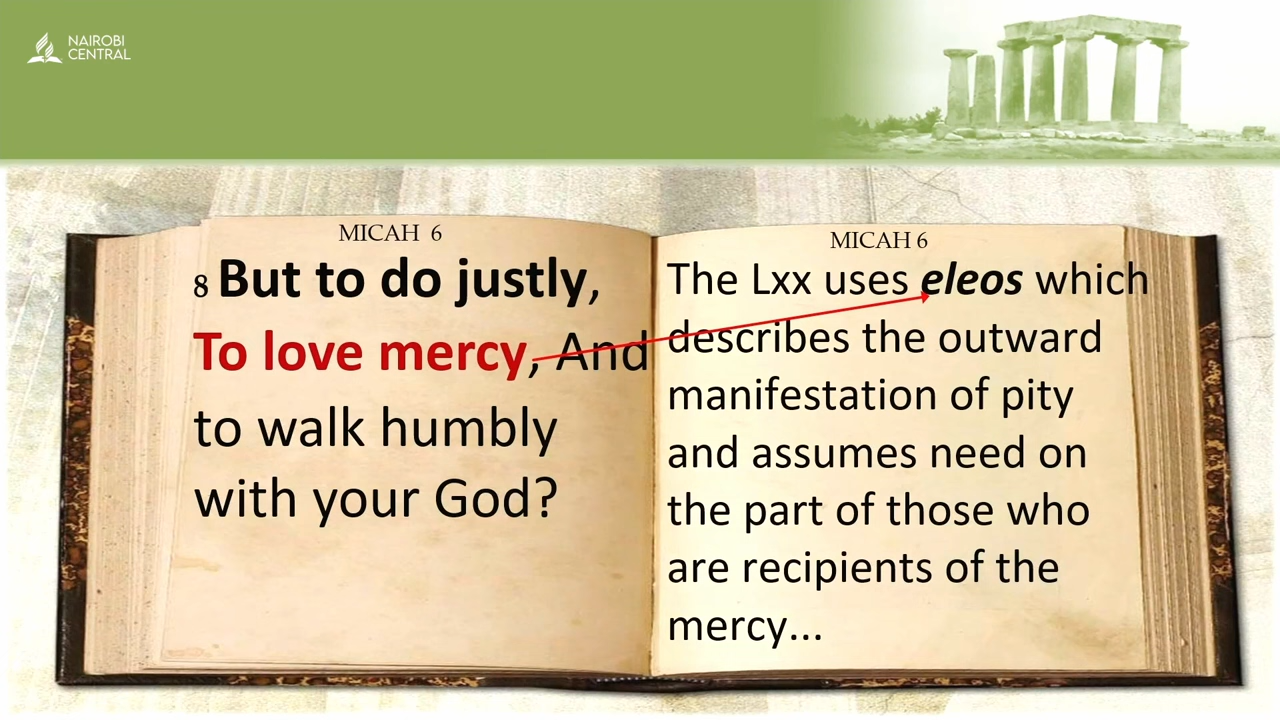 NAIROBI
CENTRAL
MICAH 6
8 But to do justly,
To love mercy, And
to walk humbly
with your God?
MICAH 6
The Lxx uses eleos which
describes the outward
manifestation of pity
and assumes need on
the part of those who
are recipients of the
mercy...